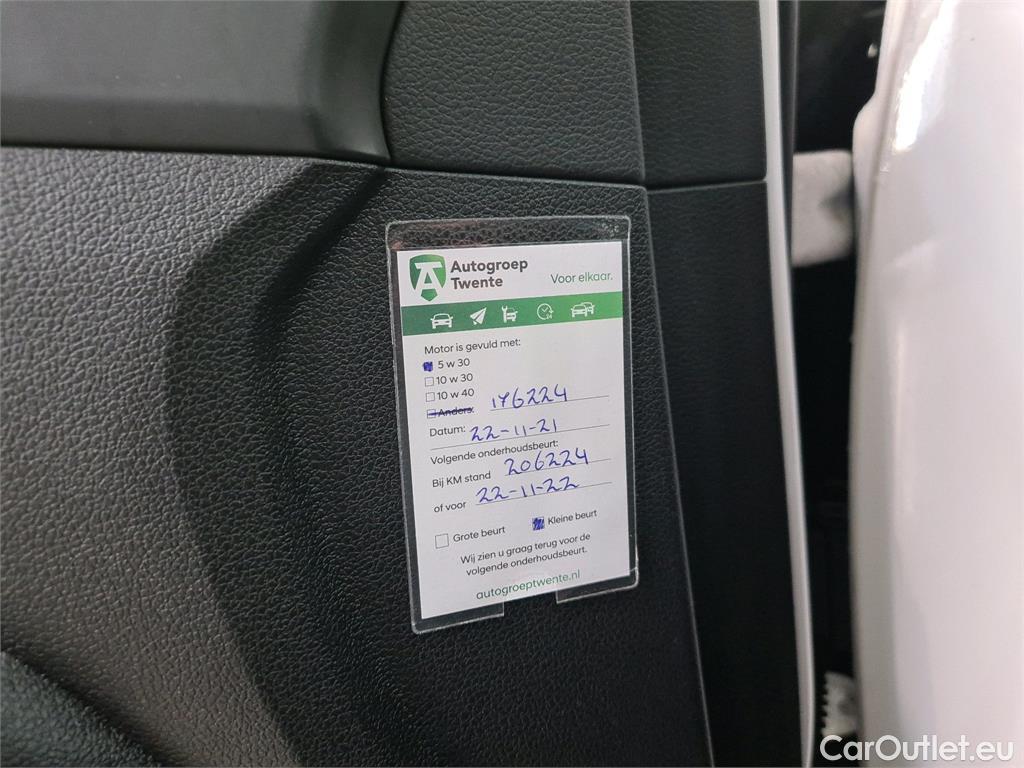 Autogroep
Twente
Voor elkaar.
24
Motor is gevuld met:
5 w 30
10 w 30
10 w 40
Anders: 176224
Datum: 22-11-21
Volgende onderhoudsbeurt:
Bij KM stand 206224
of voor 22-11-22
Grote beurt Kleine beurt
Wij zien u graag terug voor de
volgende onderhoudsbeurt.
autogroeptwente.nl
CarOutlet.eu